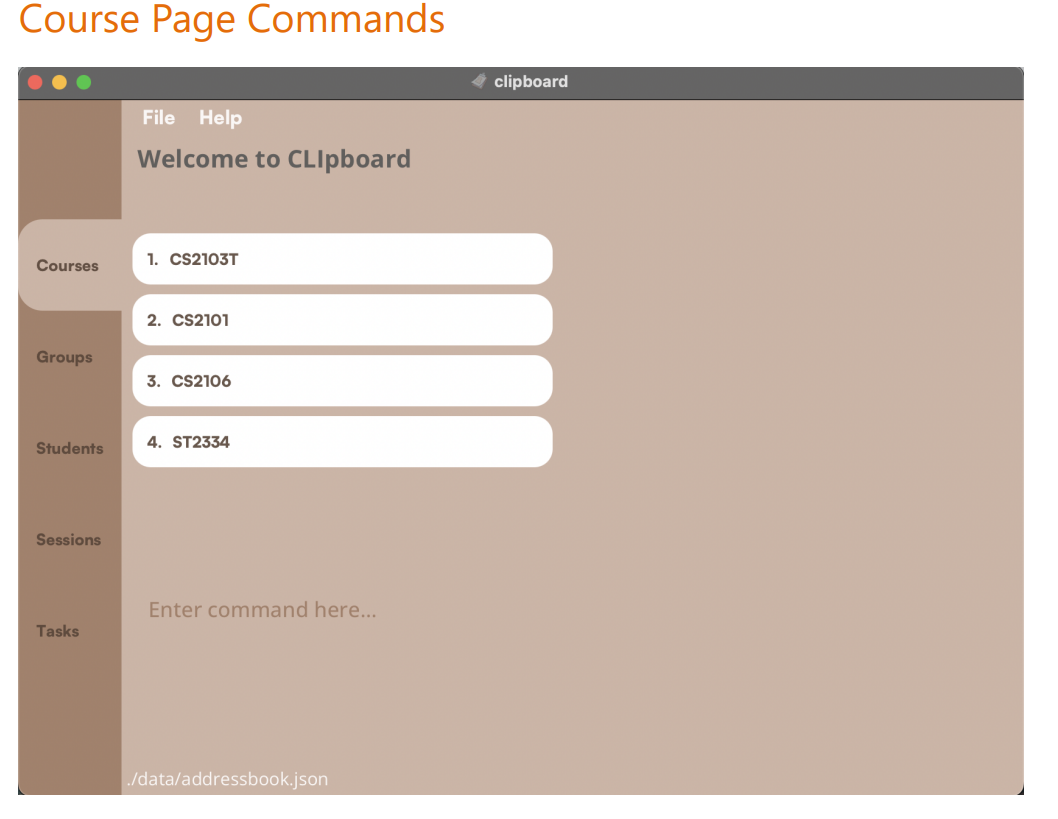 Course Page Commands
clipboard
File Help
Welcome to CLIpboard
Courses
1. CS2103T
2. CS2101
Groups
3. CS2106
4. ST2334
Students
Sessions
Enter command here...
Tasks
./data/addressbook.json